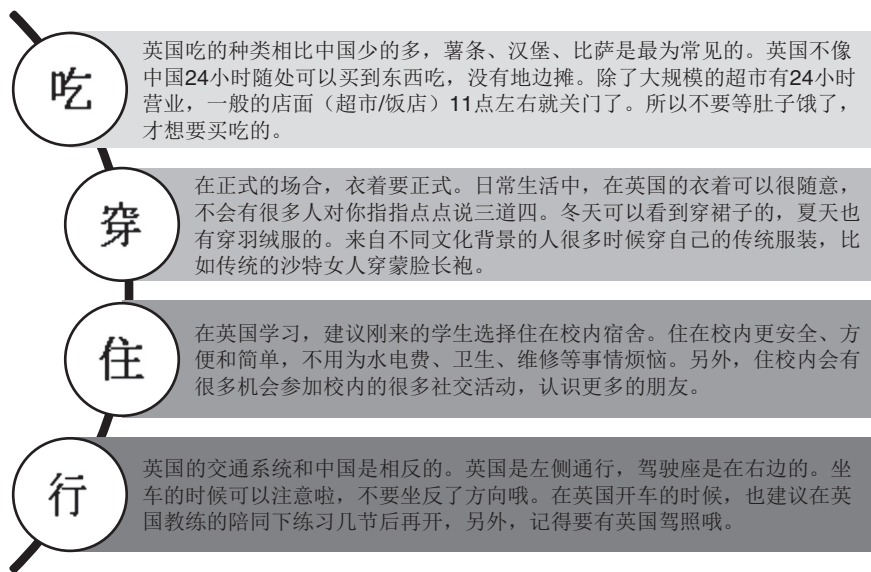 吃
英国吃的种类相比中国少的多，薯条、汉堡、比萨是最为常见的。英国不像
中国24小时随处可以买到东西吃，没有地边摊。除了大规模的超市有24小时
营业，一般的店面（超市/饭店）11点左右就关门了。所以不要等肚子饿了，
才想要买吃的。
穿
在正式的场合，衣着要正式。日常生活中，在英国的衣着可以很随意，
不会有很多人对你指指点点说三道四。冬天可以看到穿裙子的，夏天也
有穿羽绒服的。来自不同文化背景的人很多时候穿自己的传统服装，比
如传统的沙特女人穿蒙脸长袍。
住
在英国学习，建议刚来的学生选择住在校内宿舍。住在校内更安全、方
便和简单，不用为水电费、卫生、维修等事情烦恼。另外，住校内会有
很多机会参加校内的很多社交活动，认识更多的朋友。
行
英国的交通系统和中国是相反的。英国是左侧通行，驾驶座是在右边的。坐
车的时候可以注意啦，不要坐反了方向哦。在英国开车的时候，也建议在英
国教练的陪同下练习几节后再开，另外，记得要有英国驾照哦。